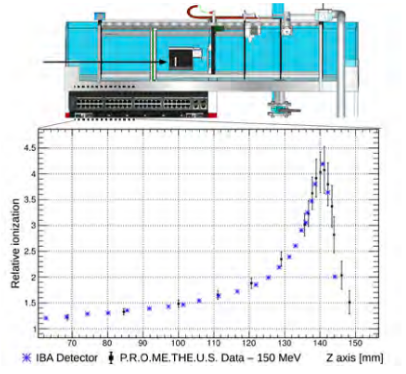 4.5
4
3.5
3
2.5
2
1.5
1
Relative ionization
70 80 90 100 110 120 130 140 150
IBA Detector P.R.O.ME.THE.U.S. Data – 150 MeV Z axis [mm]